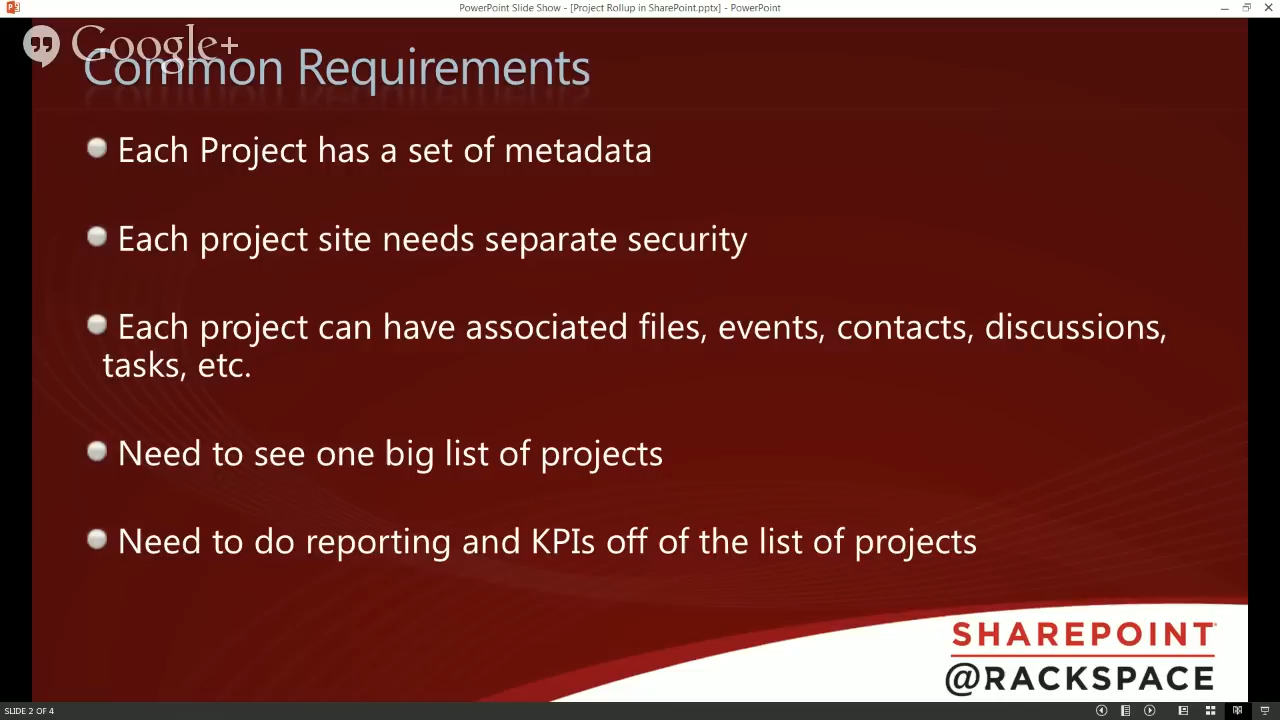 PowerPoint Slide Show - [Project Rollup in SharePoint.pptx] - PowerPoint
Google+
Common Requirements
Each Project has a set of metadata
Each project site needs separate security
Each project can have associated files, events, contacts, discussions,
tasks, etc.
Need to see one big list of projects
Need to do reporting and KPIs off of the list of projects
SHAREPOINT
@RACKSPACE
SLIDE 2 OF 4